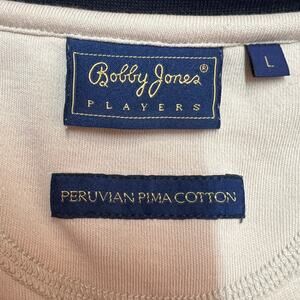 Bobby Jones®
PLAYERS
L
PERUVIAN PIMA COTTON